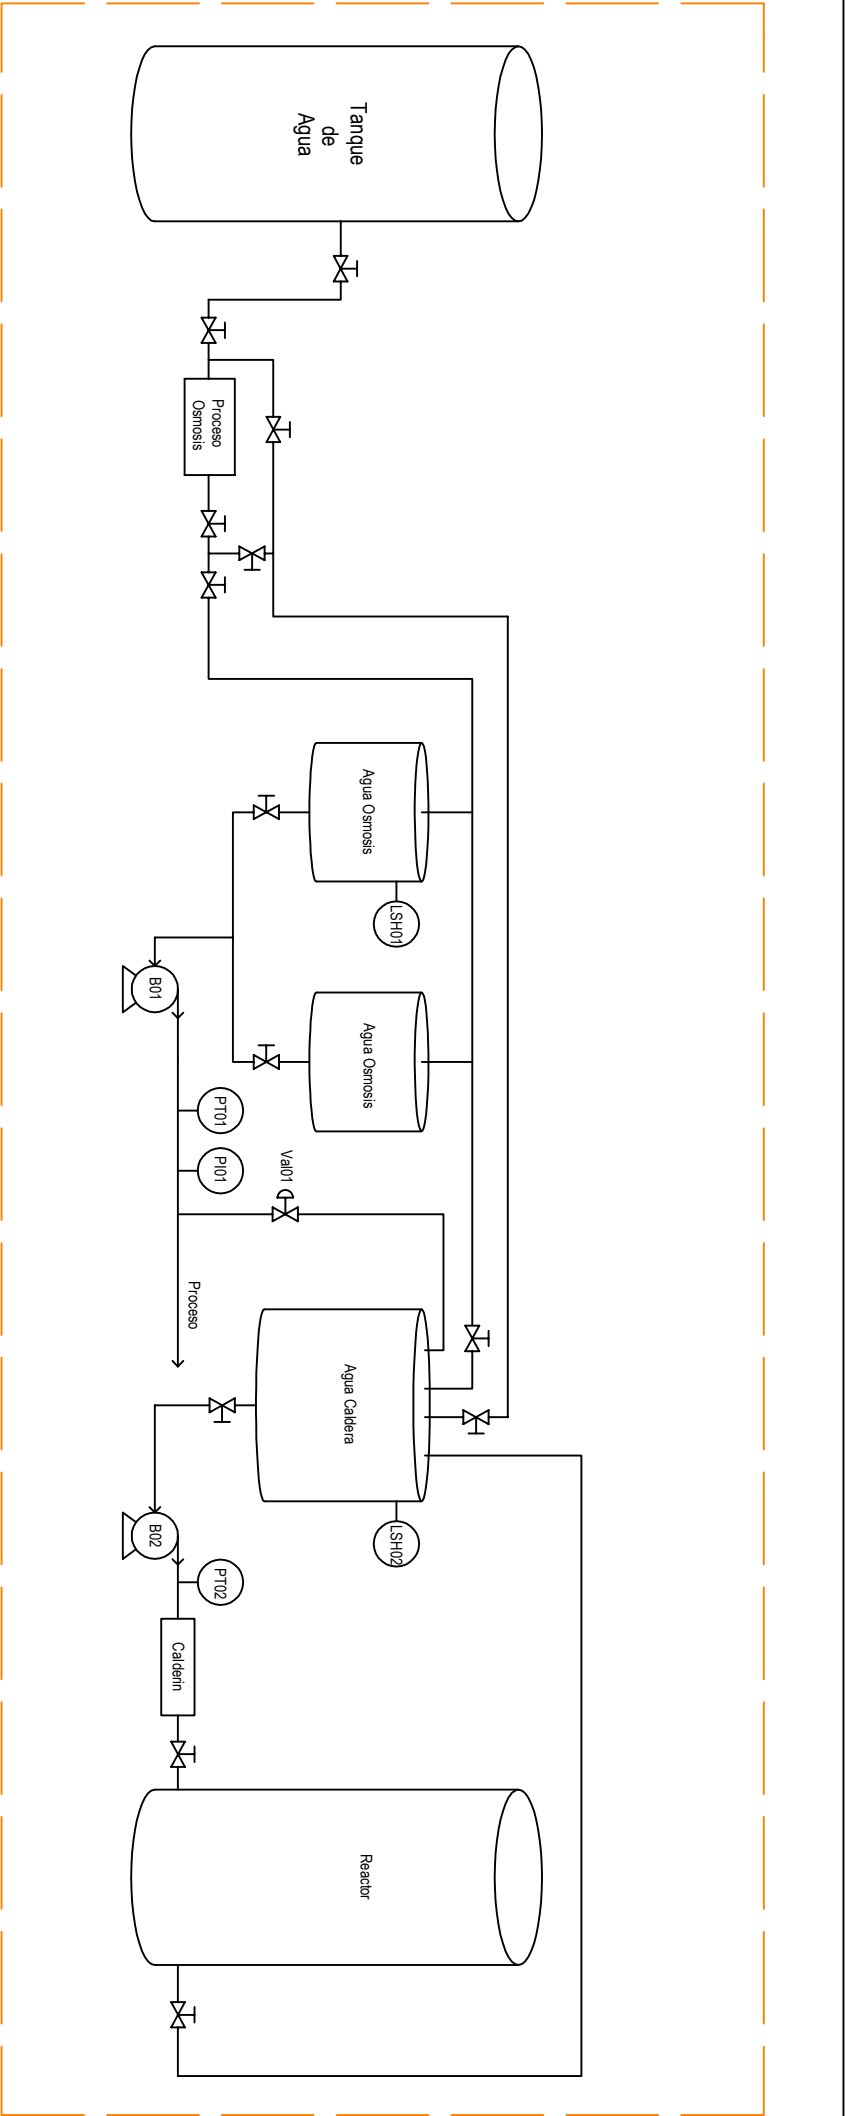 Tanque
de
Agua
Proceso
Osmosis
Agua Osmosis
LSH01
B01
Agua Osmosis
PT01
PI01
Val01
Proceso
Agua Caldera
LSH02
B02
PT02
Calderin
Reactor